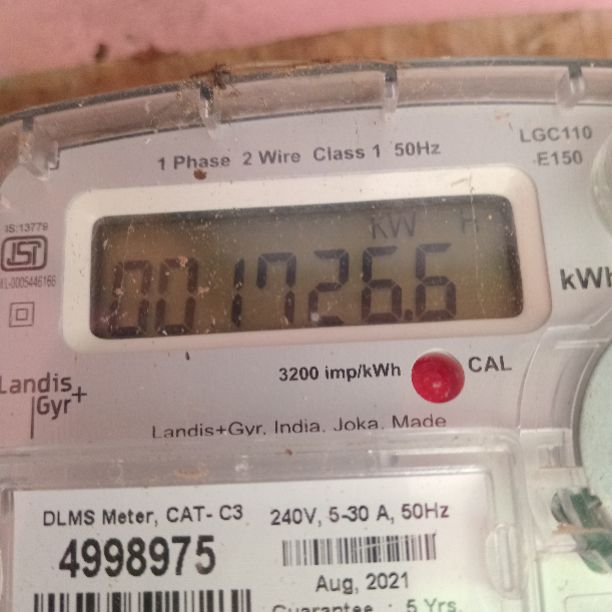 LGC110
1 Phase 2 Wire Class 1 50Hz
-E150
IS:13779
ISI
KW H
001726.6
kWh
3200 imp/kWh
CAL
Landis
Gyr+
Landis+Gyr, India, Joka, Made
DLMS Meter, CAT- C3
240V, 5-30 A, 50Hz
4998975
Aug, 2021
Guarantee : 5 Yrs